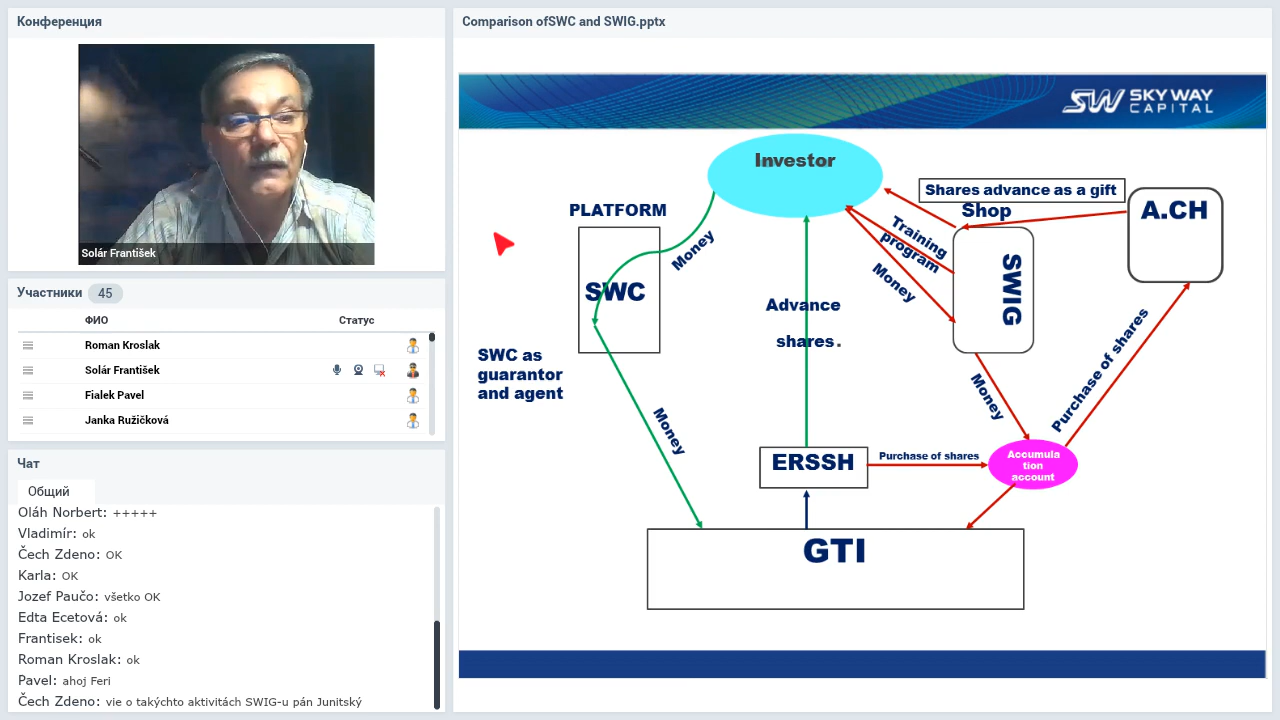 Конференция
Solár František
Участники 45
ФИО Статус
Roman Kroslak
Solár František
Fialek Pavel
Janka Ružičková
Чат
Общий
Oláh Norbert: +++++
Vladimír: ok
Čech Zdeno: OK
Karla: OK
Jozef Paučo: všetko OK
Edta Ecetová: ok
Frantisek: ok
Roman Kroslak: ok
Pavel: ahoj Feri
Čech Zdeno: vie o takýchto aktivitách SWIG-u pán Junitský
Comparison ofSWC and SWIG.pptx
SW SKY WAY
CAPITAL
Investor
Shares advance as a gift
PLATFORM
Shop
A.CH
Money
Training
program
Money
SWC
SWIG
Advance
shares.
SWC as
guarantor
and agent
Money
Money
Purchase of shares
ERSSH
Purchase of shares
Accumula
tion
account
GTI